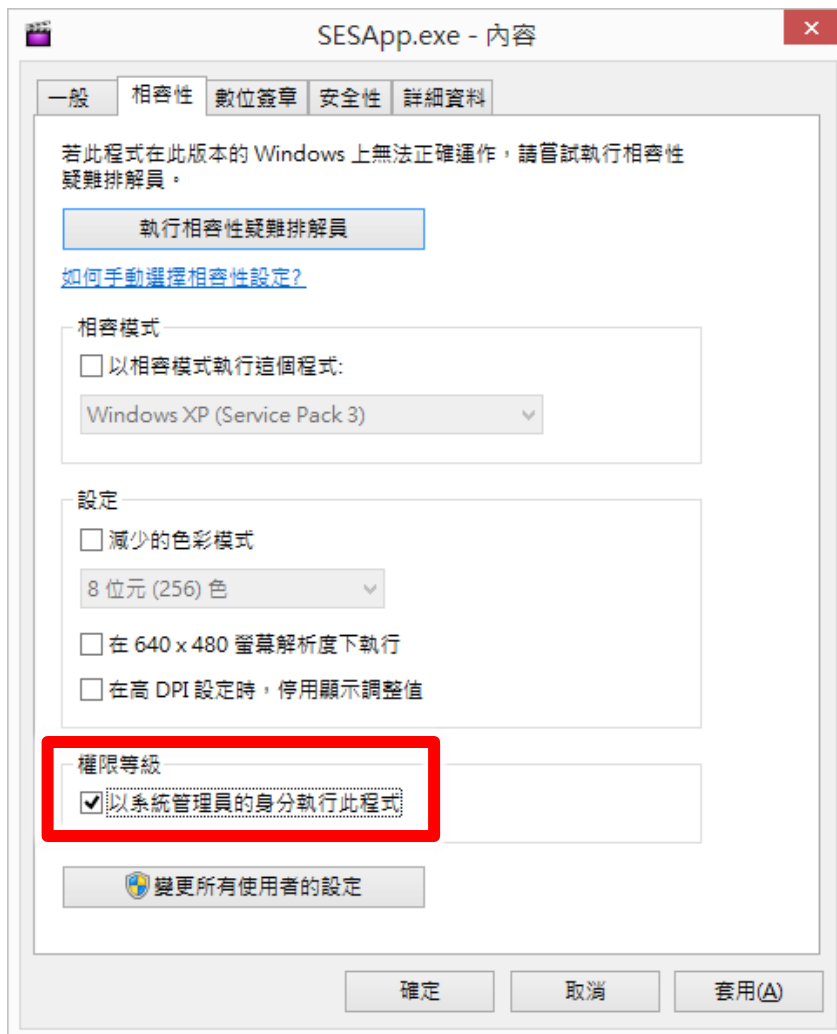 SESApp.exe - 內容
一般 相容性 數位簽章 安全性 詳細資料
若此程式在此版本的 Windows 上無法正確運作，請嘗試執行相容性
疑難排解員。
執行相容性疑難排解員
如何手動選擇相容性設定?
相容模式
以相容模式執行這個程式:
Windows XP (Service Pack 3)
設定
減少的色彩模式
8 位元 (256) 色
在 640 x 480 螢幕解析度下執行
在高 DPI 設定時，停用顯示調整值
權限等級
以系統管理員的身分執行此程式
變更所有使用者的設定
確定 取消 套用(A)